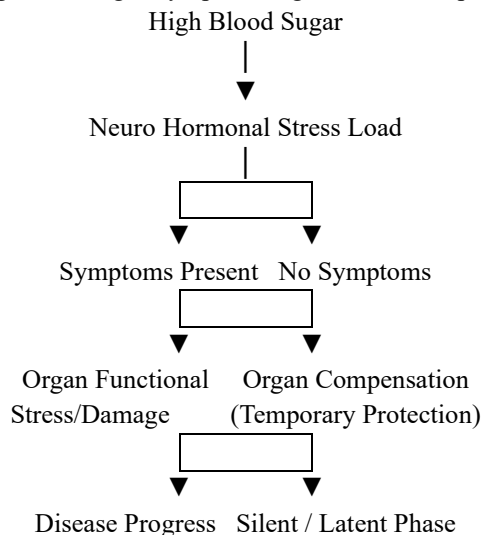 High Blood Sugar
Neuro Hormonal Stress Load
Symptoms Present No Symptoms
Organ Functional Organ Compensation
Stress/Damage (Temporary Protection)
Disease Progress Silent / Latent Phase